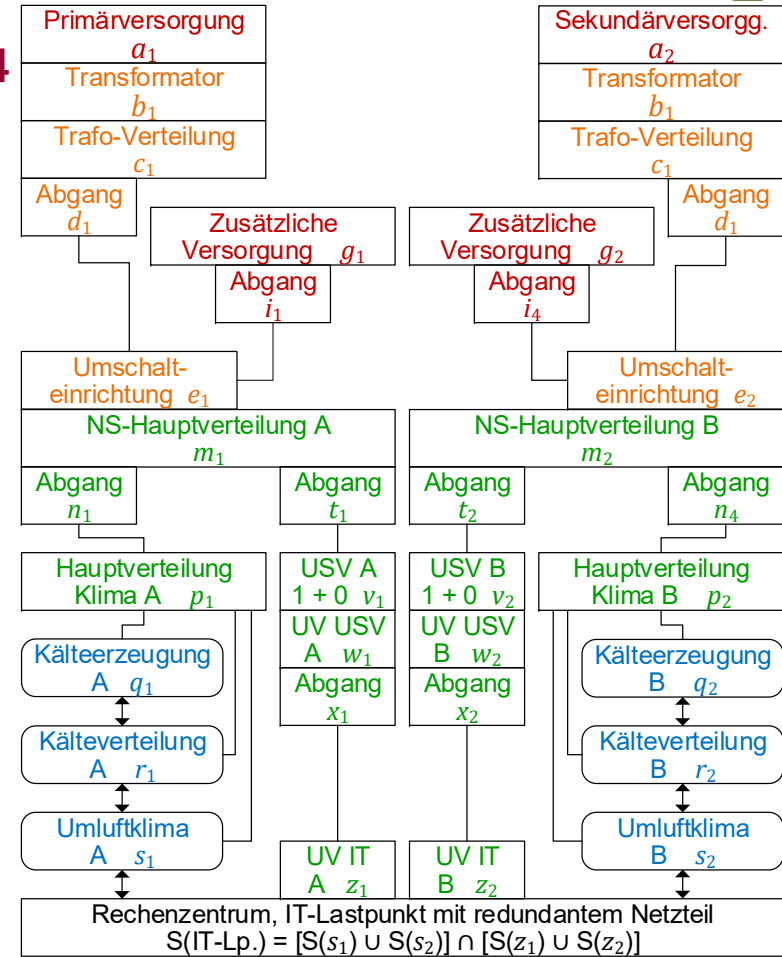 4
Primärversorgung
a₁
Transformator
b₁
Trafo-Verteilung
c₁
Abgang
d₁
Sekundärversorgg.
a₂
Transformator
b₁
Trafo-Verteilung
c₁
Abgang
d₁
Zusätzliche
Versorgung g₁
Abgang
i₁
Zusätzliche
Versorgung g₂
Abgang
i₄
Umschalt-
einrichtung e₁
Umschalt-
einrichtung e₂
NS-Hauptverteilung A
m₁
NS-Hauptverteilung B
m₂
Abgang
n₁
Abgang
t₁
Abgang
t₂
Abgang
n₄
Hauptverteilung
Klima A p₁
USV A
1 + 0 v₁
UV USV
A w₁
Abgang
x₁
USV B
1 + 0 v₂
UV USV
B w₂
Abgang
x₂
Hauptverteilung
Klima B p₂
Kälteerzeugung
A q₁
Kälteverteilung
A r₁
Umluftklima
A s₁
Kälteerzeugung
B q₂
Kälteverteilung
B r₂
Umluftklima
B s₂
UV IT
A z₁
UV IT
B z₂
Rechenzentrum, IT-Lastpunkt mit redundantem Netzteil
S(IT-Lp.) = [S(s₁) ∪ S(s₂)] ∩ [S(z₁) ∪ S(z₂)]